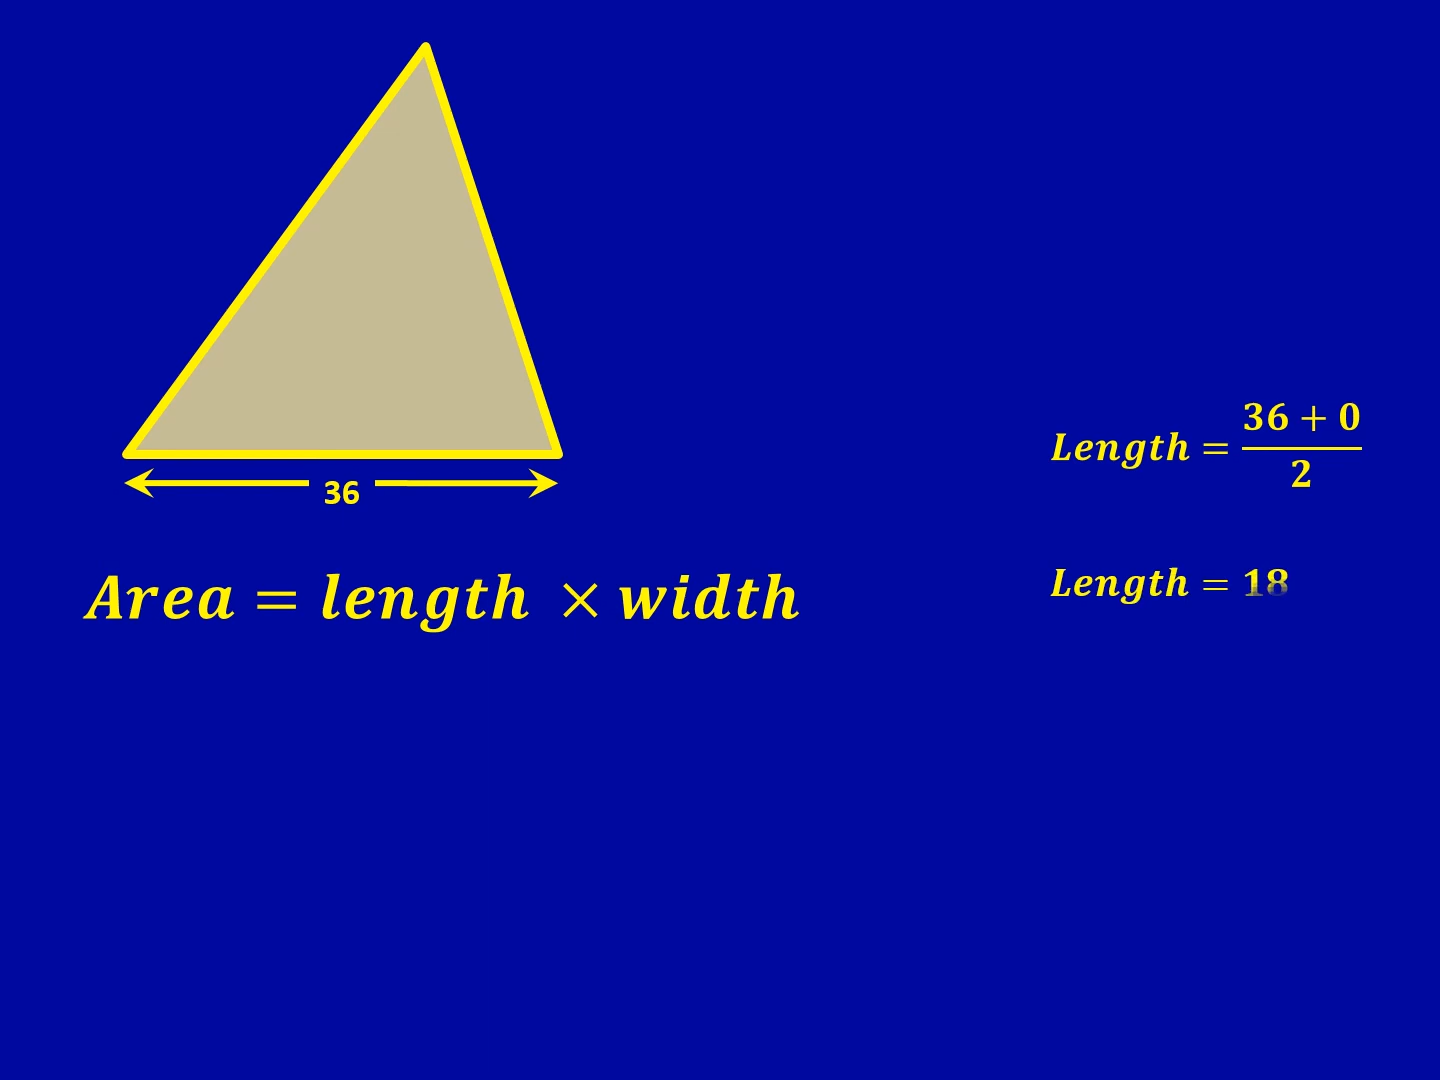 36
Area = length × width
Length = 36 + 0
2
Length = 18